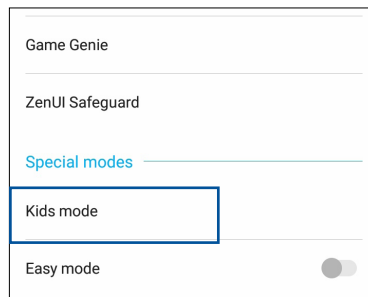 Game Genie
ZenUI Safeguard
Special modes
Kids mode
Easy mode